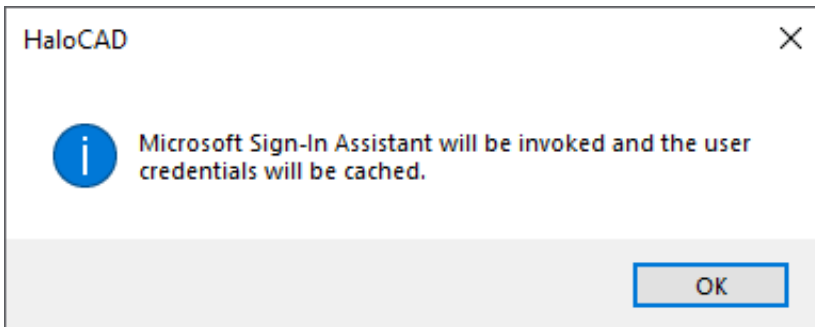 HaloCAD
Microsoft Sign-In Assistant will be invoked and the user
credentials will be cached.
OK